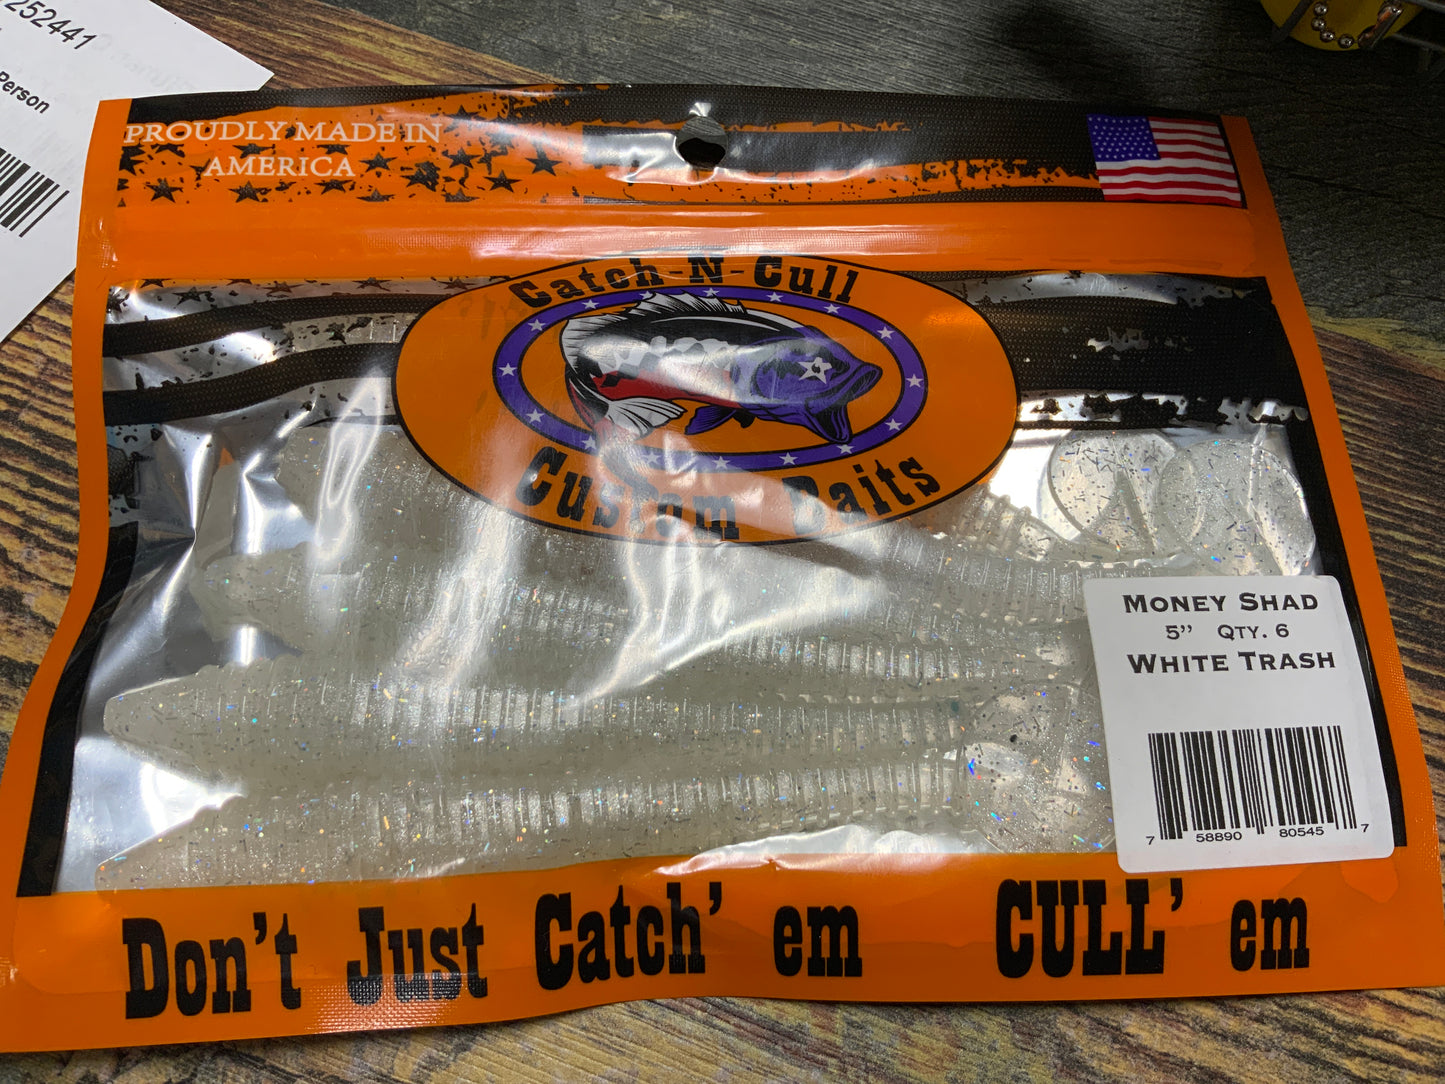 252441
Person
PROUDLY MADE IN
AMERICA
Catch-N-Cull
Custom Baits
MONEY SHAD
5” QTY. 6
WHITE TRASH
7 58890 80545 7
Don't Just Catch' em CULL' em